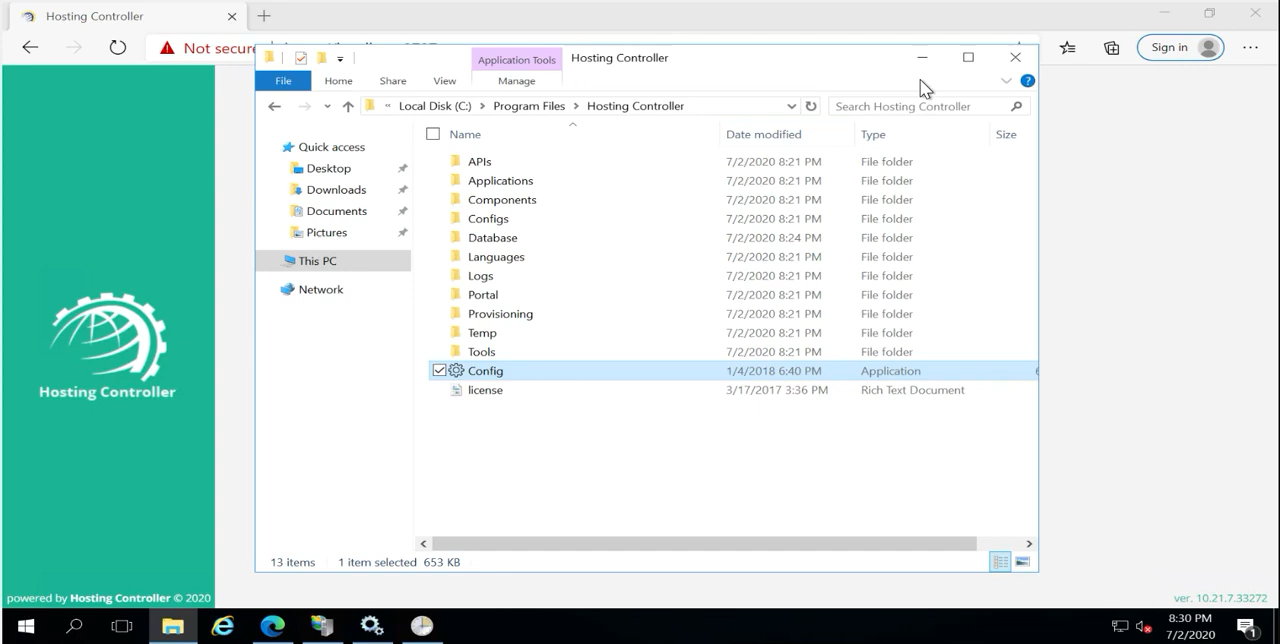 Hosting Controller
Not secure
Sign in
Application Tools
Hosting Controller
File
Home
Share
View
Manage
« Local Disk (C:) > Program Files > Hosting Controller
Search Hosting Controller
Quick access
Desktop
Downloads
Documents
Pictures
This PC
Network
Name Date modified Type Size
APIs 7/2/2020 8:21 PM File folder
Applications 7/2/2020 8:21 PM File folder
Components 7/2/2020 8:21 PM File folder
Configs 7/2/2020 8:21 PM File folder
Database 7/2/2020 8:24 PM File folder
Languages 7/2/2020 8:21 PM File folder
Logs 7/2/2020 8:21 PM File folder
Portal 7/2/2020 8:21 PM File folder
Provisioning 7/2/2020 8:21 PM File folder
Temp 7/2/2020 8:21 PM File folder
Tools 7/2/2020 8:21 PM File folder
Config 1/4/2018 6:40 PM Application
license 3/17/2017 3:36 PM Rich Text Document
13 items 1 item selected 653 KB
Hosting Controller
powered by Hosting Controller © 2020
ver. 10.21.7.33272
8:30 PM
7/2/2020
1